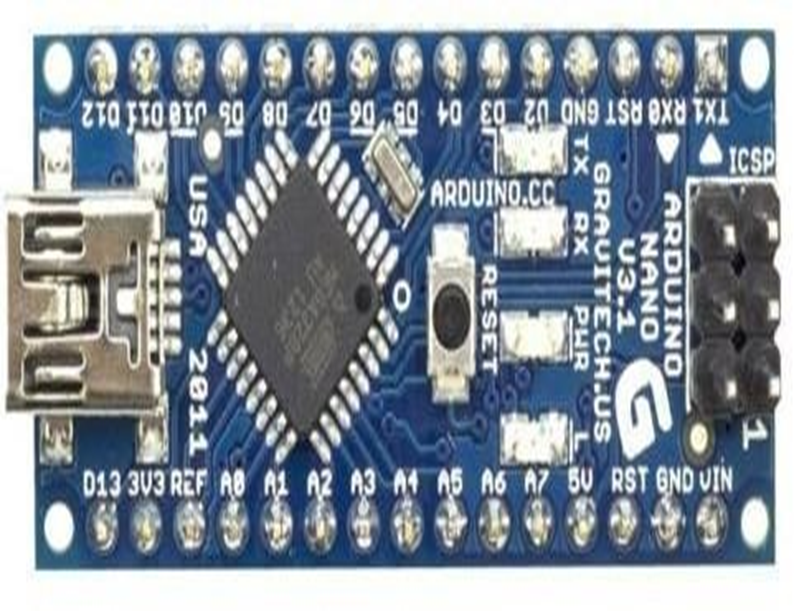 D12 D11 D10 D9 D8 D7 D6 D5 D4 D3 D2 GND RST RX0 TX1
ICSP
1
TX
RX
PWR
L
ARDUINO.CC
RESET
USA
2011
GRAVITECH.US
ARDUINO
NANO
V3.1
G
D13 3V3 REF A0 A1 A2 A3 A4 A5 A6 A7 5V RST GND VIN